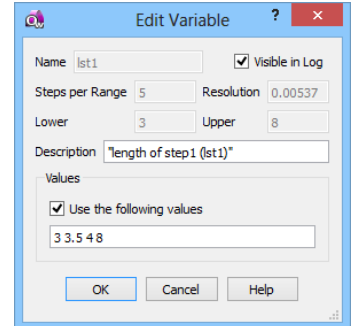 Edit Variable ? ×
Name lst1 Visible in Log
Steps per Range 5 Resolution 0.00537
Lower 3 Upper 8
Description "length of step1 (lst1)"
Values
Use the following values
3 3.5 4 8
OK Cancel Help